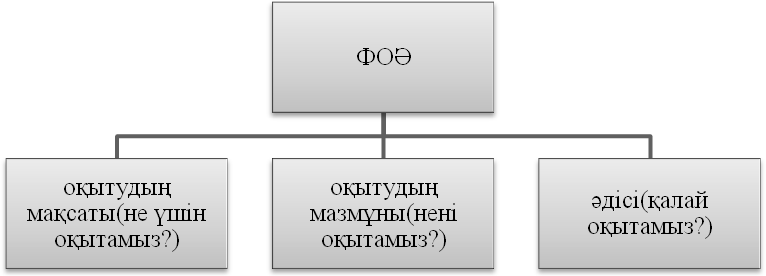 ФОӘ
оқытудың
мақсаты(не үшін
оқытамыз?)
оқытудың
мазмұны(нені
оқытамыз?)
әдісі(қалай
оқытамыз?)